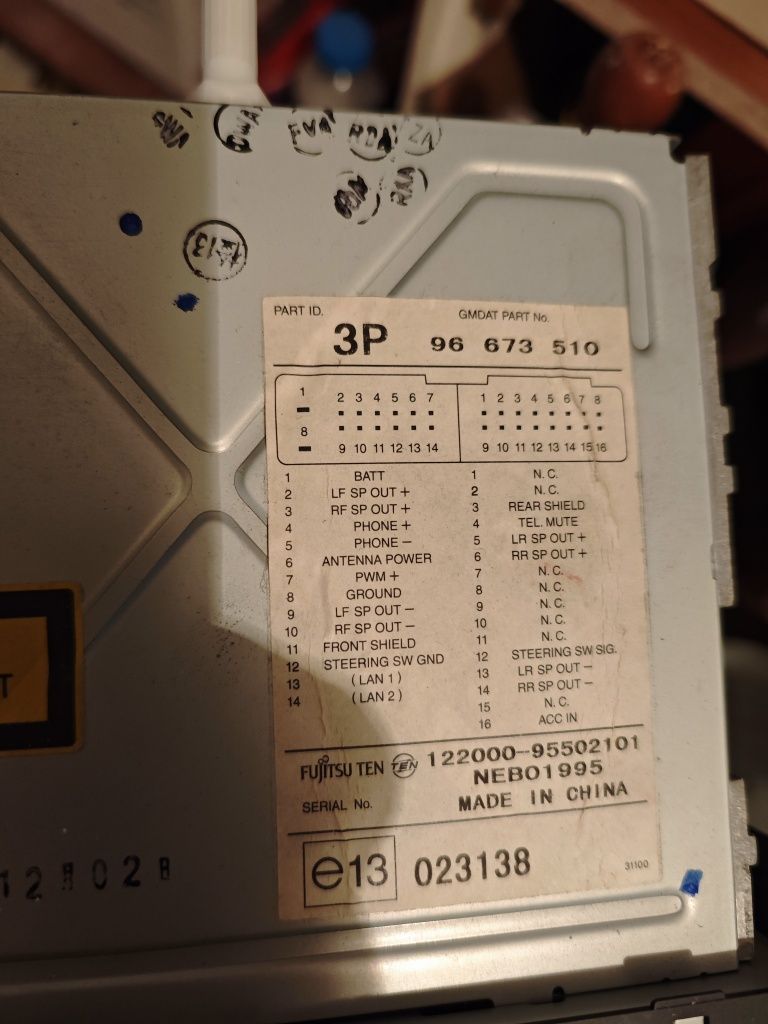 RDA
ZA
RAA
E-13
PART ID.
GMDAT PART No.
3P 96 673 510
1 2 3 4 5 6 7 1 2 3 4 5 6 7 8
8 9 10 11 12 13 14 9 10 11 12 13 14 15 16
1 BATT 1 N.C.
2 LF SP OUT + 2 N.C.
3 RF SP OUT + 3 REAR SHIELD
4 PHONE + 4 TEL. MUTE
5 PHONE − 5 LR SP OUT +
6 ANTENNA POWER 6 RR SP OUT +
7 PWM + 7 N.C.
8 GROUND 8 N.C.
9 LF SP OUT − 9 N.C.
10 RF SP OUT − 10 N.C.
11 FRONT SHIELD 11 N.C.
12 STEERING SW GND 12 STEERING SW SIG.
13 (LAN 1) 13 LR SP OUT −
14 (LAN 2) 14 RR SP OUT −
15 N.C.
16 ACC IN
FUJITSU TEN TEN 122000-95502101
NEBO1995
SERIAL No. MADE IN CHINA
e13 023138
31100
T